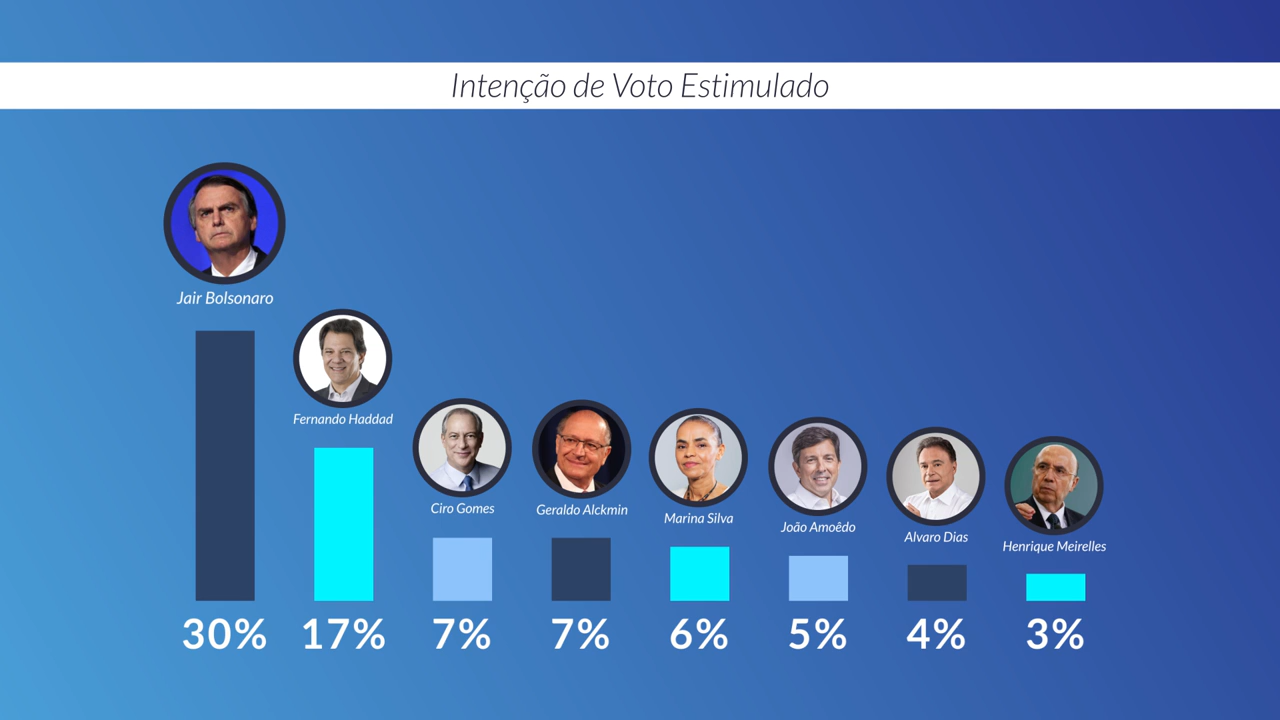 Intenção de Voto Estimulado
Jair Bolsonaro
Fernando Haddad
Ciro Gomes
Geraldo Alckmin
Marina Silva
João Amoêdo
Alvaro Dias
Henrique Meirelles
30% 17% 7% 7% 6% 5% 4% 3%